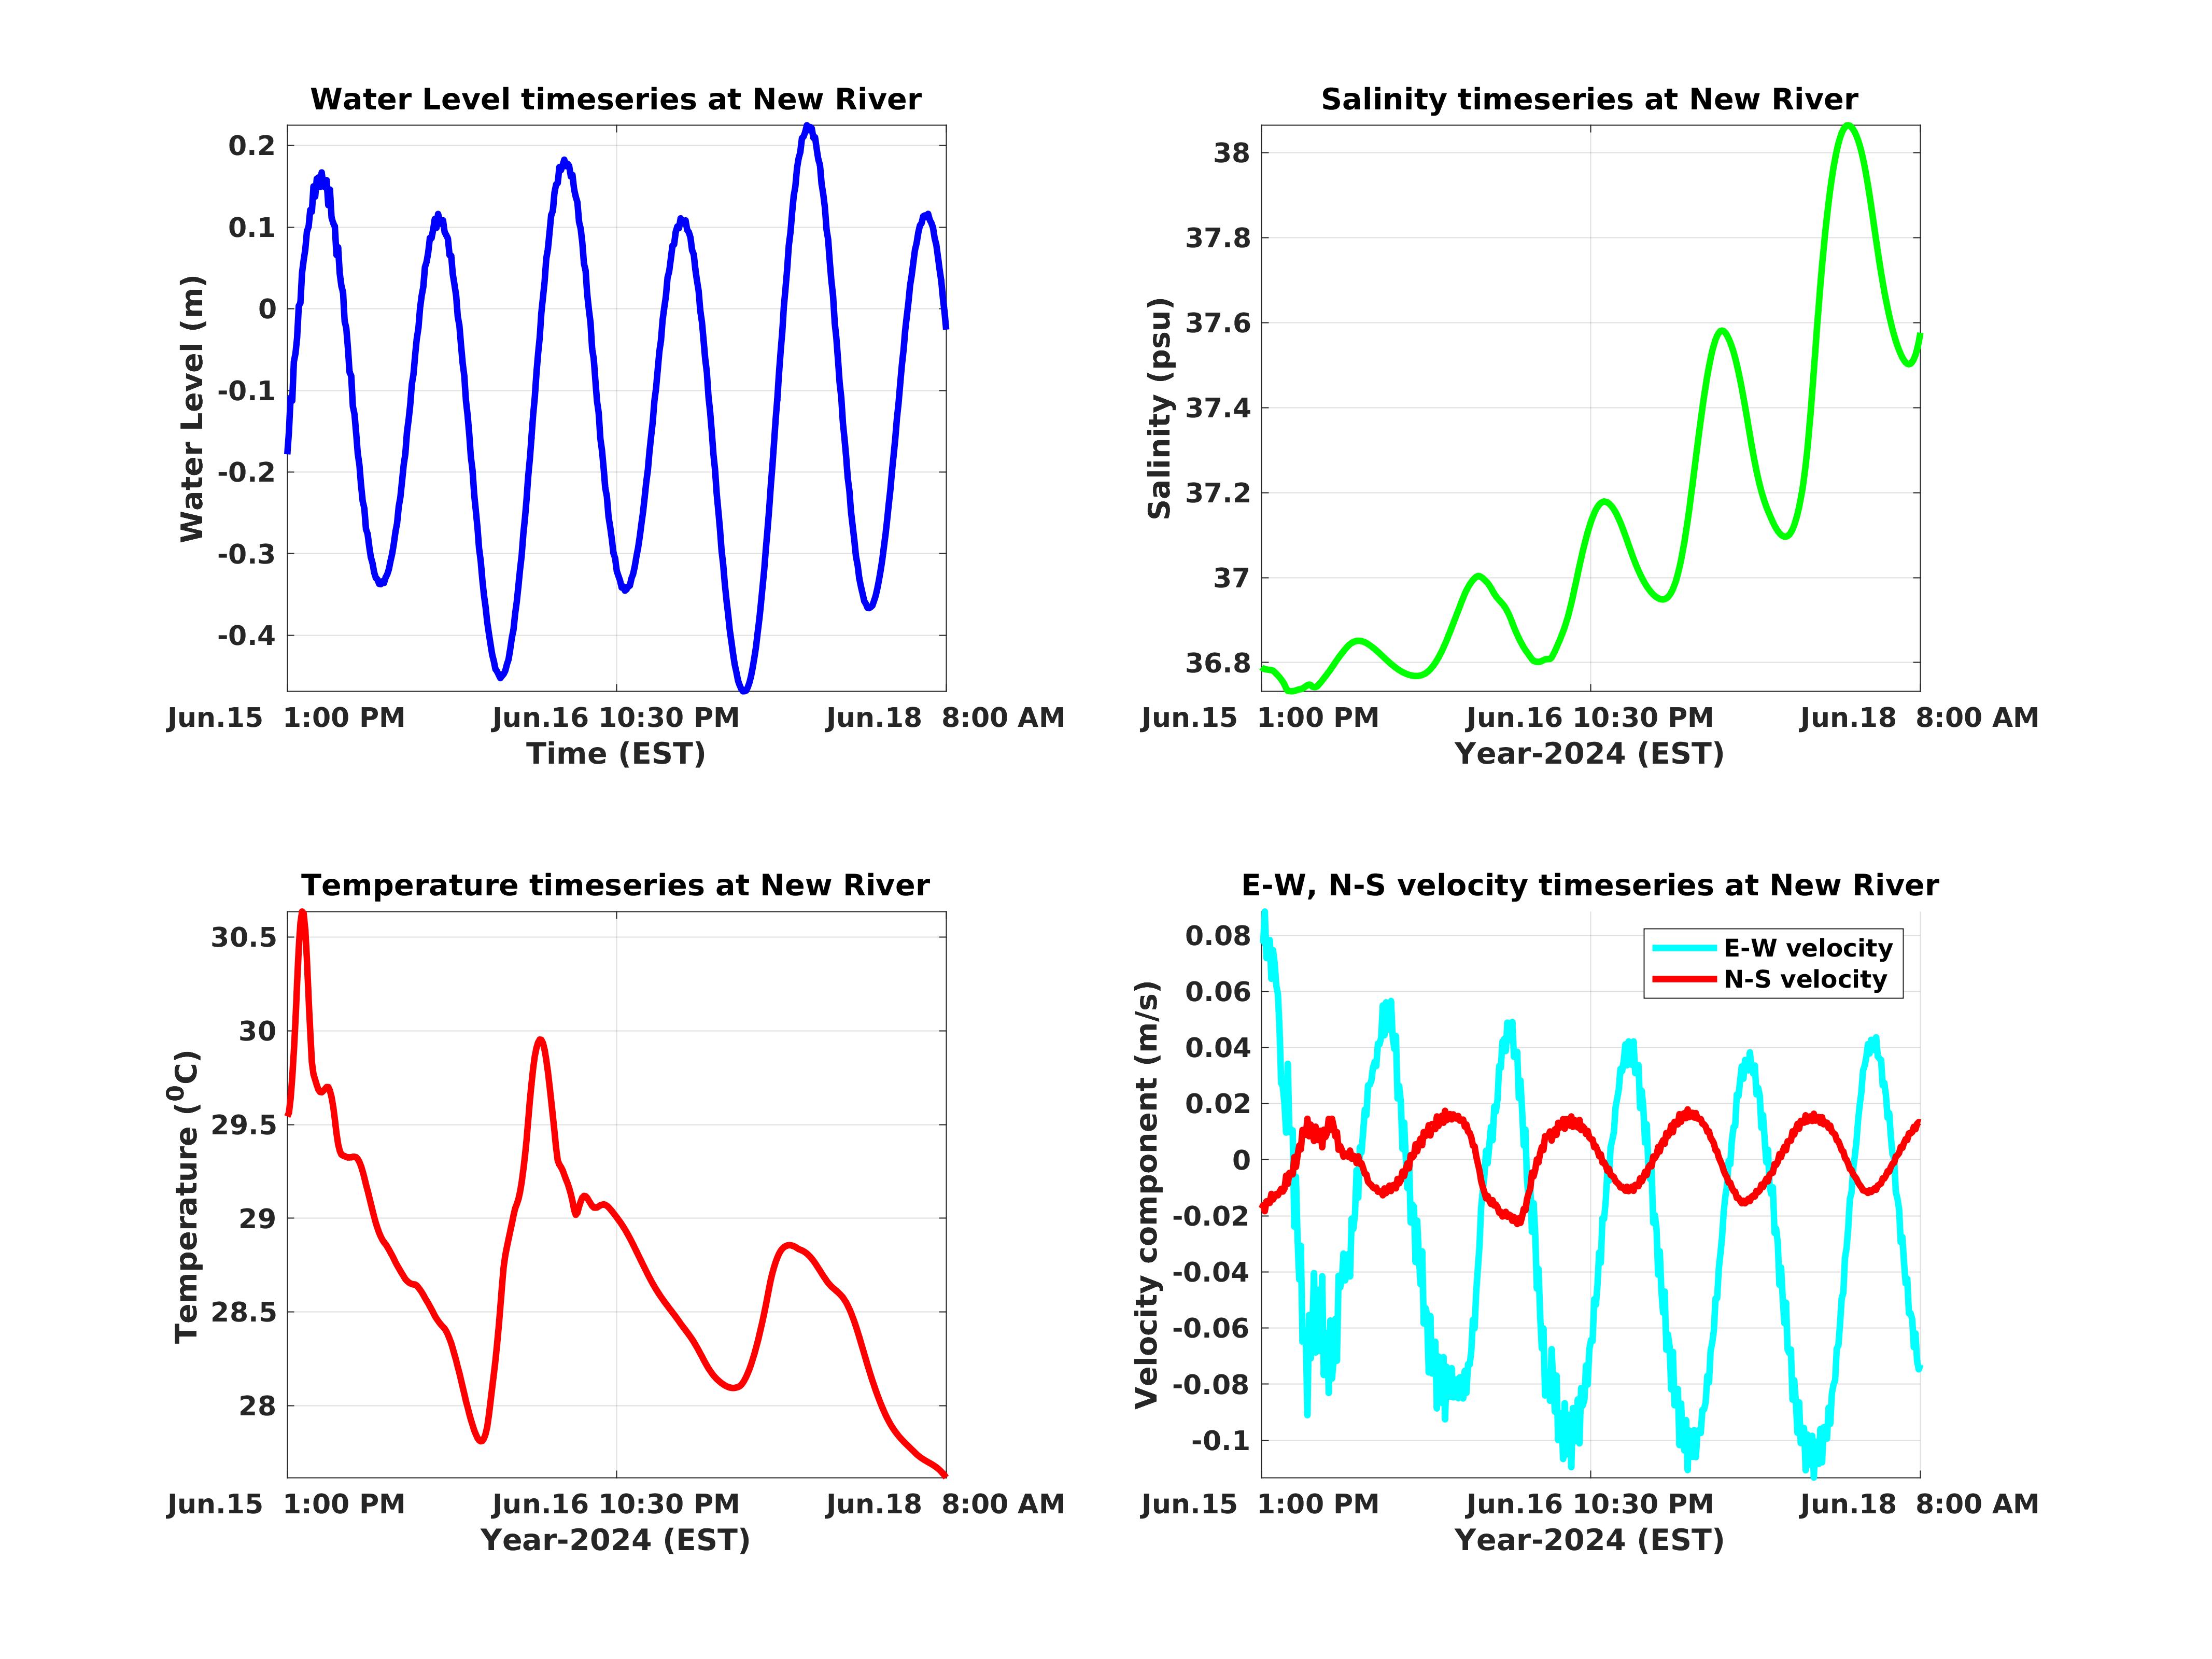 Water Level timeseries at New River
Water Level (m)
0.2
0.1
0
-0.1
-0.2
-0.3
-0.4
Jun.15 1:00 PM
Jun.16 10:30 PM
Jun.18 8:00 AM
Time (EST)
Salinity timeseries at New River
Salinity (psu)
38
37.8
37.6
37.4
37.2
37
36.8
Jun.15 1:00 PM
Jun.16 10:30 PM
Jun.18 8:00 AM
Year-2024 (EST)
Temperature timeseries at New River
Temperature (⁰C)
30.5
30
29.5
29
28.5
28
Jun.15 1:00 PM
Jun.16 10:30 PM
Jun.18 8:00 AM
Year-2024 (EST)
E-W, N-S velocity timeseries at New River
Velocity component (m/s)
0.08
0.06
0.04
0.02
0
-0.02
-0.04
-0.06
-0.08
-0.1
E-W velocity
N-S velocity
Jun.15 1:00 PM
Jun.16 10:30 PM
Jun.18 8:00 AM
Year-2024 (EST)